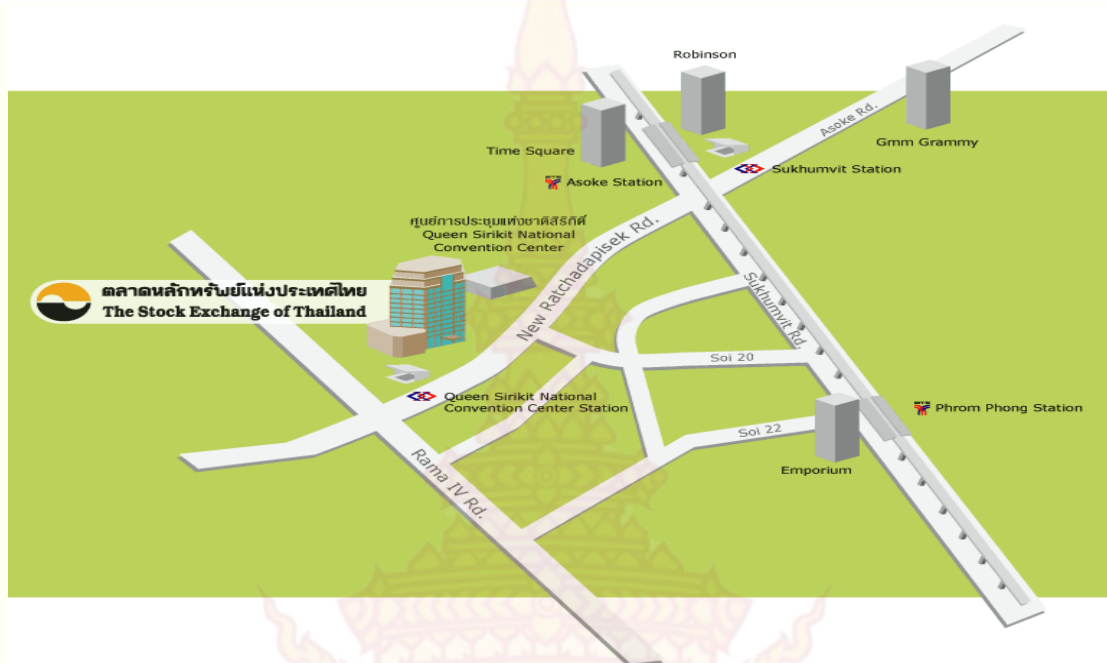 Robinson
Asoke Rd.
Gmm Grammy
Time Square
Sukhumvit Station
Asoke Station
ศูนย์การประชุมแห่งชาติสิริกิติ์
Queen Sirikit National
Convention Center
New Ratchadapisek Rd.
Sukhumvit Rd.
ตลาดหลักทรัพย์แห่งประเทศไทย
The Stock Exchange of Thailand
Soi 20
Queen Sirikit National
Convention Center Station
Phrom Phong Station
Soi 22
Emporium
Rama IV Rd.